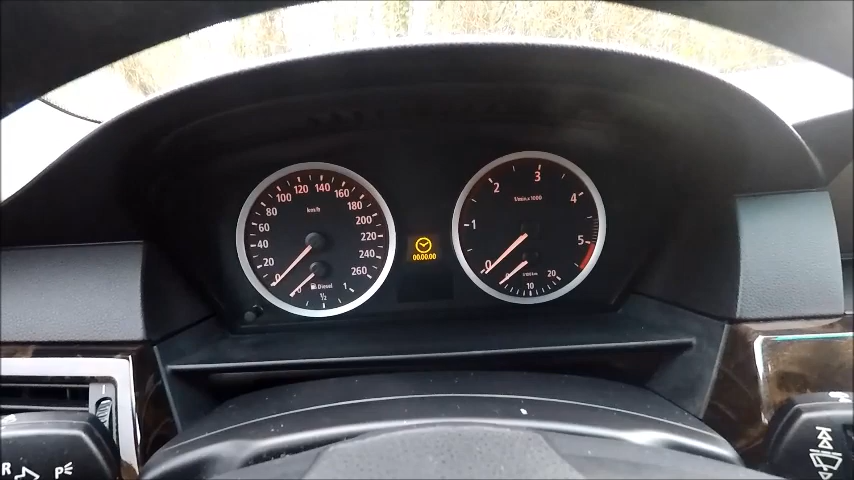 0 20 40 60 80 100 120 140 160 180 200 220 240 260
km/h
0 1/2 1
Diesel
00.00.00
0 1 2 3 4 5
1/min.x1000
0 10 20
R
P